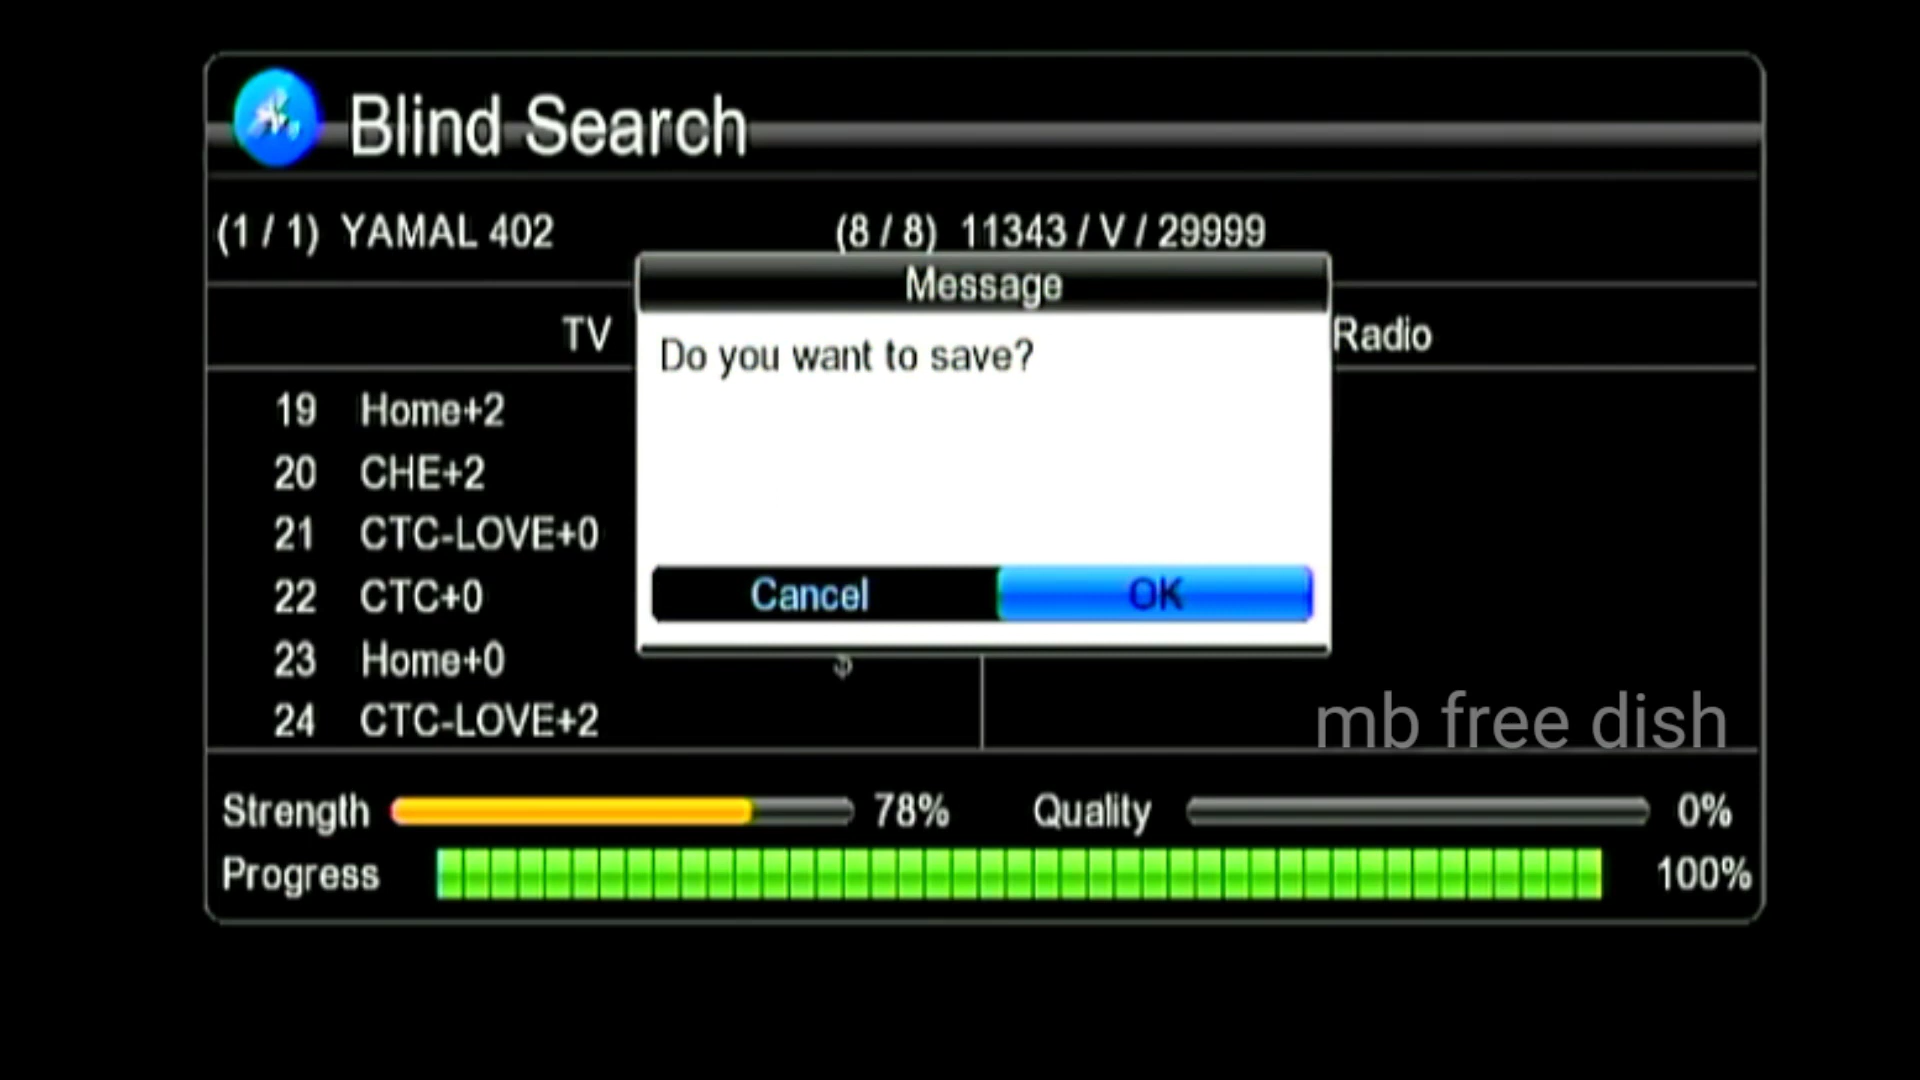 Blind Search
(1 / 1) YAMAL 402 (8 / 8) 11343 / V / 29999
Message
TV Radio
Do you want to save?
19 Home+2
20 CHE+2
21 CTC-LOVE+0
22 CTC+0
Cancel OK
23 Home+0
24 CTC-LOVE+2
mb free dish
Strength 78% Quality 0%
Progress 100%